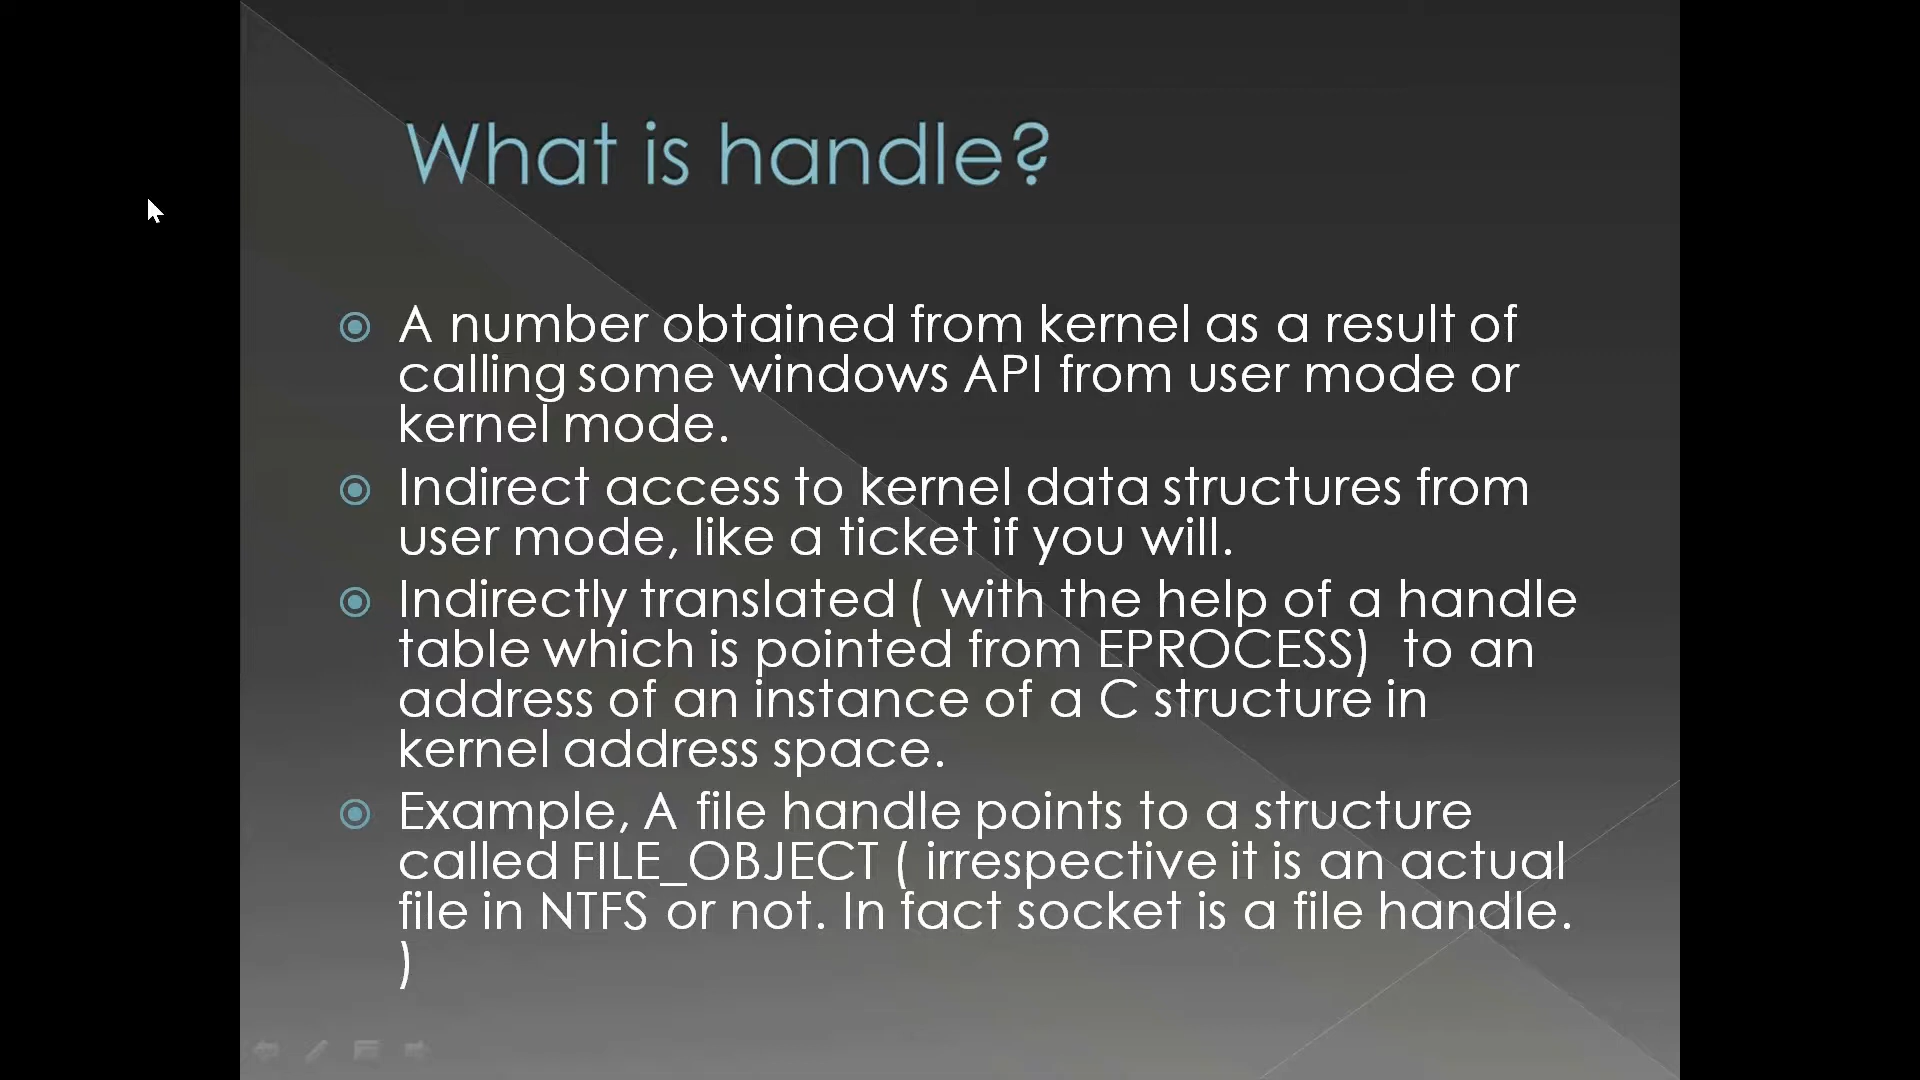 What is handle?
A number obtained from kernel as a result of
calling some windows API from user mode or
kernel mode.
Indirect access to kernel data structures from
user mode, like a ticket if you will.
Indirectly translated ( with the help of a handle
table which is pointed from EPROCESS)  to an
address of an instance of a C structure in
kernel address space.
Example, A file handle points to a structure
called FILE_OBJECT ( irrespective it is an actual
file in NTFS or not. In fact socket is a file handle.
)